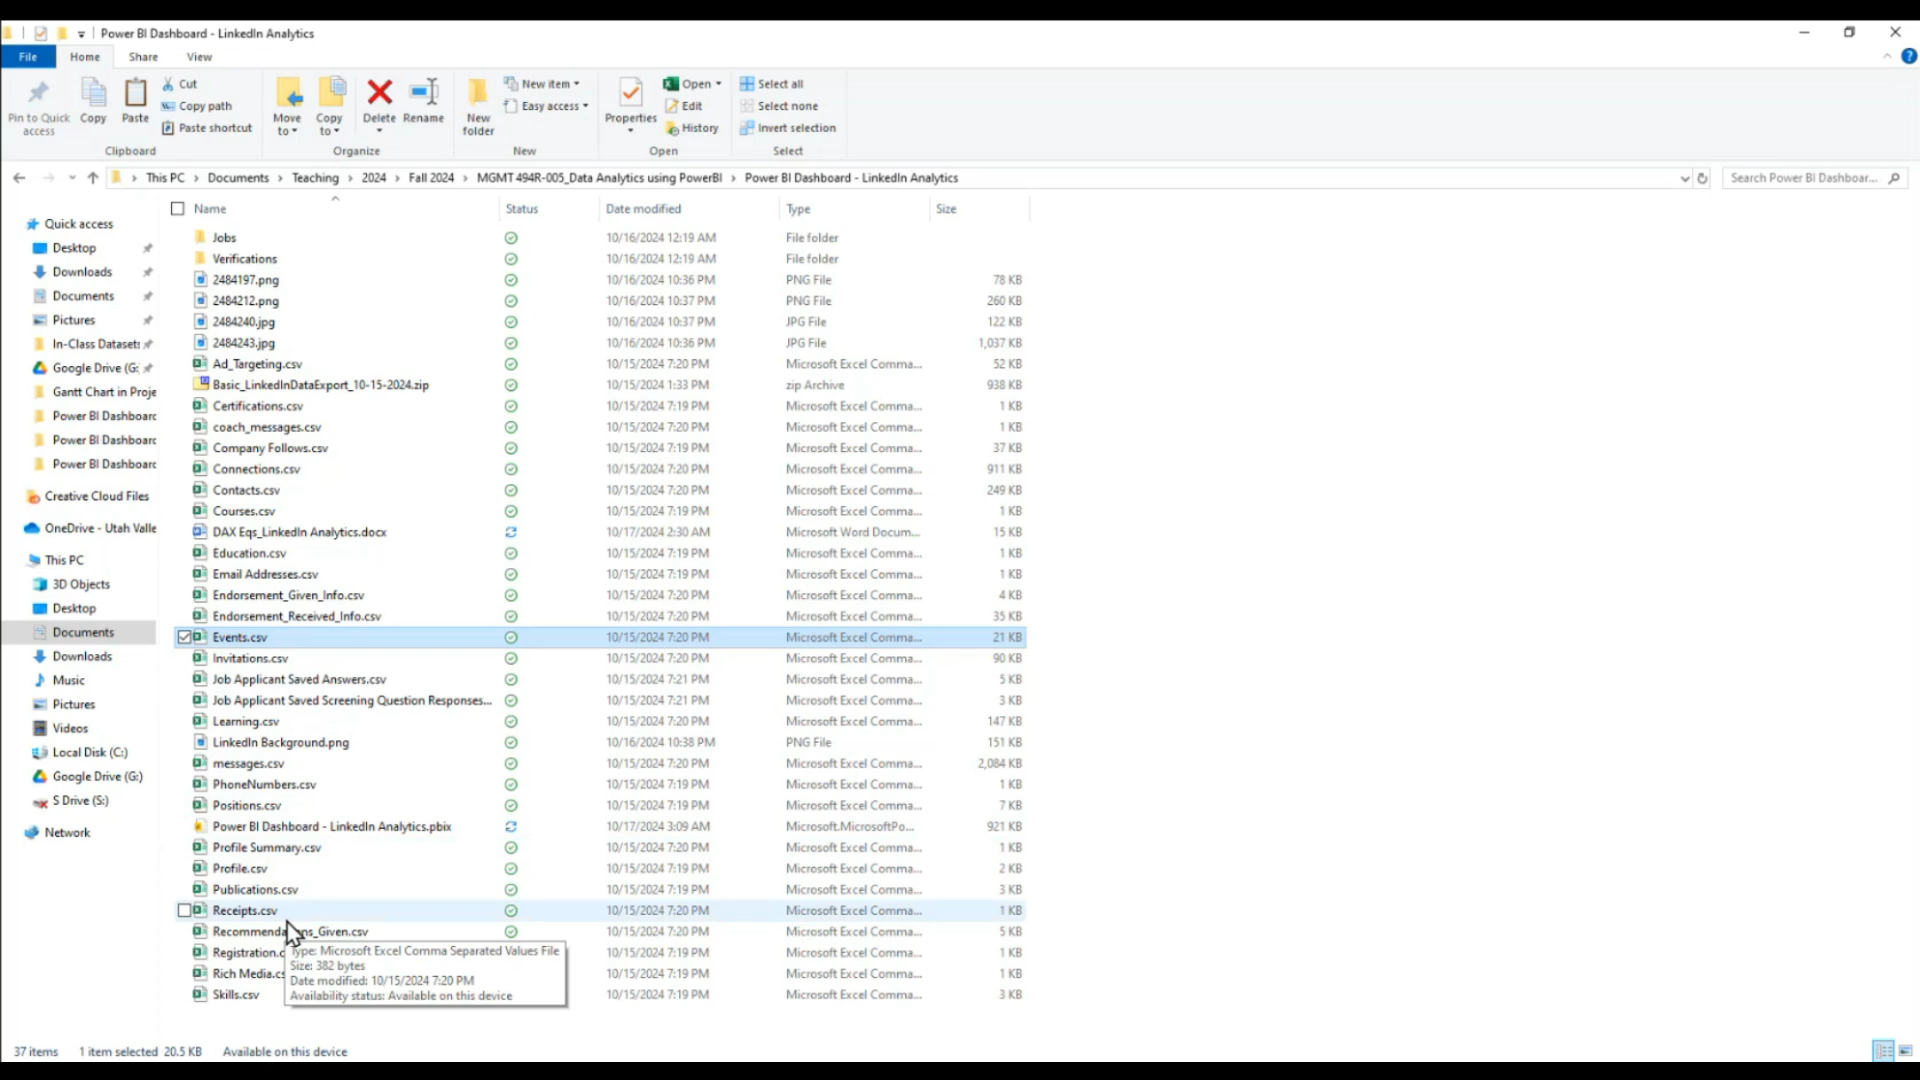 Power BI Dashboard - LinkedIn Analytics
File Home Share View
Pin to Quick access
Copy
Paste
Cut
Copy path
Paste shortcut
Clipboard
Move to
Copy to
Delete
Rename
Organize
New folder
New item
Easy access
New
Properties
Open
Edit
History
Open
Select all
Select none
Invert selection
Select
This PC > Documents > Teaching > 2024 > Fall 2024 > MGMT 494R-005_Data Analytics using PowerBI > Power BI Dashboard - LinkedIn Analytics
Search Power BI Dashboar...
Quick access
Desktop
Downloads
Documents
Pictures
In-Class Datasets
Google Drive (G:
Gantt Chart in Proje
Power BI Dashboard
Power BI Dashboard
Power BI Dashboard
Creative Cloud Files
OneDrive - Utah Valle
This PC
3D Objects
Desktop
Documents
Downloads
Music
Pictures
Videos
Local Disk (C:)
Google Drive (G:)
S Drive (S:)
Network
Name Status Date modified Type Size
Jobs 10/16/2024 12:19 AM File folder
Verifications 10/16/2024 12:19 AM File folder
2484197.png 10/16/2024 10:36 PM PNG File 78 KB
2484212.png 10/16/2024 10:37 PM PNG File 260 KB
2484240.jpg 10/16/2024 10:37 PM JPG File 122 KB
2484243.jpg 10/16/2024 10:36 PM JPG File 1,037 KB
Ad_Targeting.csv 10/15/2024 7:20 PM Microsoft Excel Comma... 52 KB
Basic_LinkedInDataExport_10-15-2024.zip 10/15/2024 1:33 PM zip Archive 938 KB
Certifications.csv 10/15/2024 7:19 PM Microsoft Excel Comma... 1 KB
coach_messages.csv 10/15/2024 7:20 PM Microsoft Excel Comma... 1 KB
Company Follows.csv 10/15/2024 7:19 PM Microsoft Excel Comma... 37 KB
Connections.csv 10/15/2024 7:20 PM Microsoft Excel Comma... 911 KB
Contacts.csv 10/15/2024 7:20 PM Microsoft Excel Comma... 249 KB
Courses.csv 10/15/2024 7:19 PM Microsoft Excel Comma... 1 KB
DAX Eqs_LinkedIn Analytics.docx 10/17/2024 2:30 AM Microsoft Word Docum... 15 KB
Education.csv 10/15/2024 7:19 PM Microsoft Excel Comma... 1 KB
Email Addresses.csv 10/15/2024 7:19 PM Microsoft Excel Comma... 1 KB
Endorsement_Given_Info.csv 10/15/2024 7:20 PM Microsoft Excel Comma... 4 KB
Endorsement_Received_Info.csv 10/15/2024 7:20 PM Microsoft Excel Comma... 35 KB
Events.csv 10/15/2024 7:20 PM Microsoft Excel Comma... 21 KB
Invitations.csv 10/15/2024 7:20 PM Microsoft Excel Comma... 90 KB
Job Applicant Saved Answers.csv 10/15/2024 7:21 PM Microsoft Excel Comma... 5 KB
Job Applicant Saved Screening Question Responses... 10/15/2024 7:21 PM Microsoft Excel Comma... 3 KB
Learning.csv 10/15/2024 7:20 PM Microsoft Excel Comma... 147 KB
LinkedIn Background.png 10/16/2024 10:38 PM PNG File 151 KB
messages.csv 10/15/2024 7:20 PM Microsoft Excel Comma... 2,084 KB
PhoneNumbers.csv 10/15/2024 7:19 PM Microsoft Excel Comma... 1 KB
Positions.csv 10/15/2024 7:19 PM Microsoft Excel Comma... 7 KB
Power BI Dashboard - LinkedIn Analytics.pbix 10/17/2024 3:09 AM Microsoft.MicrosoftPo... 921 KB
Profile Summary.csv 10/15/2024 7:19 PM Microsoft Excel Comma... 1 KB
Profile.csv 10/15/2024 7:19 PM Microsoft Excel Comma... 2 KB
Publications.csv 10/15/2024 7:19 PM Microsoft Excel Comma... 3 KB
Receipts.csv 10/15/2024 7:20 PM Microsoft Excel Comma... 1 KB
Recommendations_Given.csv 10/15/2024 7:19 PM Microsoft Excel Comma... 5 KB
Registration.c 10/15/2024 7:19 PM Microsoft Excel Comma... 1 KB
Rich Media.cs 10/15/2024 7:19 PM Microsoft Excel Comma... 1 KB
Skills.csv 10/15/2024 7:19 PM Microsoft Excel Comma... 3 KB
Type: Microsoft Excel Comma Separated Values File
Size: 382 bytes
Date modified: 10/15/2024 7:20 PM
Availability status: Available on this device
37 items 1 item selected 20.5 KB Available on this device